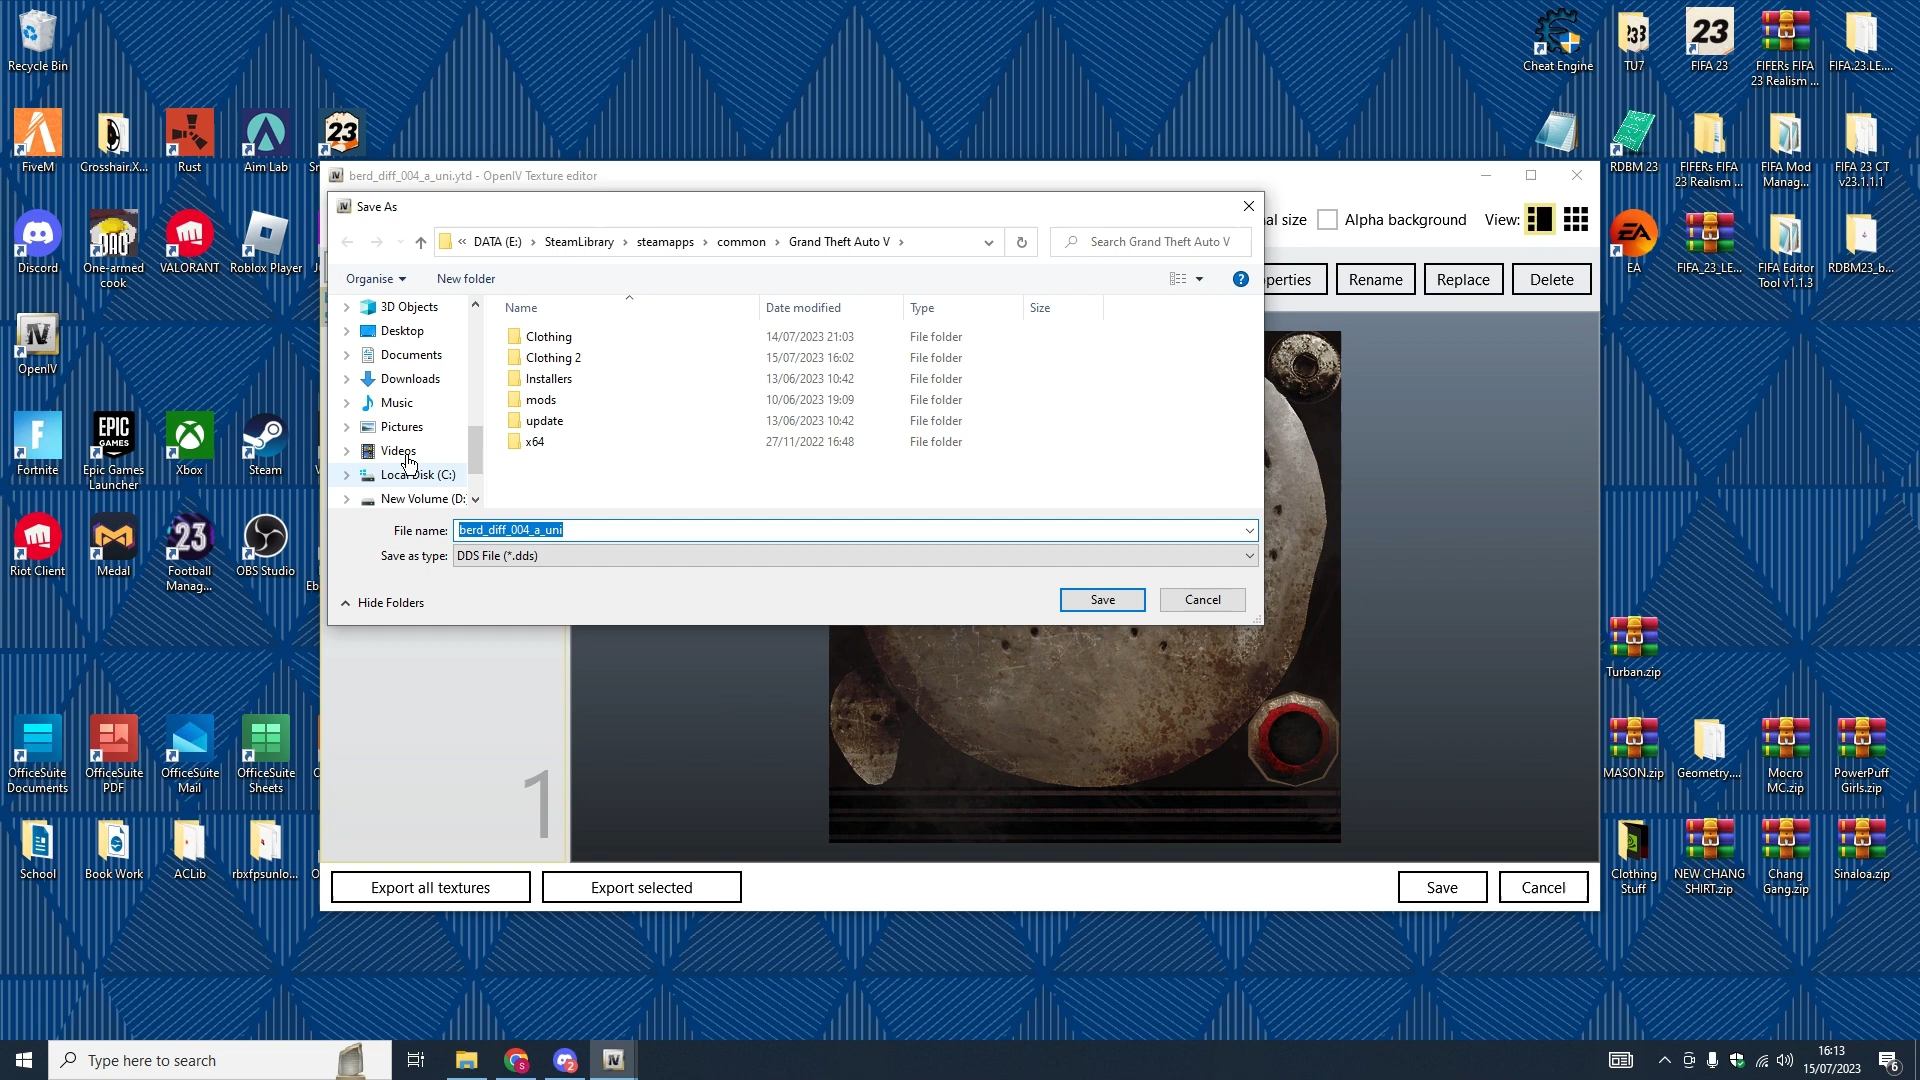 Recycle Bin
Cheat Engine
TU7
FIFA 23
FIFERs FIFA
23 Realism ...
FIFA.23.LE....
FiveM
Crosshair.X...
Rust
Aim Lab
RDBM 23
FIFERs FIFA
23 Realism ...
FIFA Mod
Manag...
FIFA 23 CT
v23.1.1.1
berd_diff_004_a_uni.ytd - OpenIV Texture editor
Save As
al size
Alpha background
View:
DATA (E:)
SteamLibrary
steamapps
common
Grand Theft Auto V
Search Grand Theft Auto V
Organise
New folder
perties
Rename
Replace
Delete
Discord
One-armed
cook
VALORANT
Roblox Player
EA
FIFA_23_LE...
FIFA Editor
Tool v1.1.3
RDBM23_b...
3D Objects
Desktop
Documents
Downloads
Music
Pictures
Videos
Local Disk (C:)
New Volume (D:
Name
Date modified
Type
Size
Clothing
14/07/2023 21:03
File folder
Clothing 2
15/07/2023 16:02
File folder
Installers
13/06/2023 10:42
File folder
mods
10/06/2023 19:09
File folder
update
13/06/2023 10:42
File folder
x64
27/11/2022 16:48
File folder
OpenIV
File name:
berd_diff_004_a_uni
Save as type:
DDS File (*.dds)
Hide Folders
Save
Cancel
Fortnite
EPIC
GAMES
Epic Games
Launcher
Xbox
Steam
Riot Client
Medal
Football
Manag...
OBS Studio
Turban.zip
OfficeSuite
Documents
OfficeSuite
PDF
OfficeSuite
Mail
OfficeSuite
Sheets
1
MASON.zip
Geometry....
Mocro
MC.zip
PowerPuff
Girls.zip
School
Book Work
ACLib
rbxfpsunlo...
Clothing
Stuff
NEW CHANG
SHIRT.zip
Chang
Gang.zip
Sinaloa.zip
Export all textures
Export selected
Save
Cancel
Type here to search
16:13
15/07/2023
6